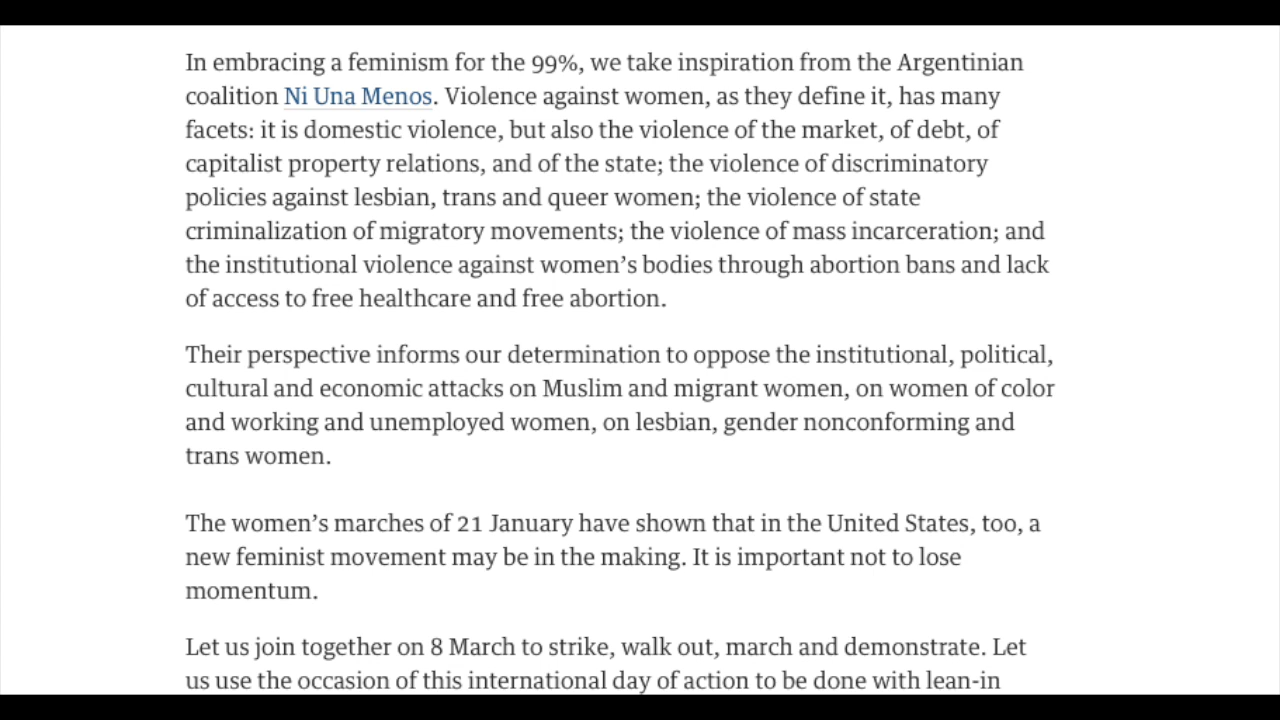 In embracing a feminism for the 99%, we take inspiration from the Argentinian
coalition Ni Una Menos. Violence against women, as they define it, has many
facets: it is domestic violence, but also the violence of the market, of debt, of
capitalist property relations, and of the state; the violence of discriminatory
policies against lesbian, trans and queer women; the violence of state
criminalization of migratory movements; the violence of mass incarceration; and
the institutional violence against women’s bodies through abortion bans and lack
of access to free healthcare and free abortion.
Their perspective informs our determination to oppose the institutional, political,
cultural and economic attacks on Muslim and migrant women, on women of color
and working and unemployed women, on lesbian, gender nonconforming and
trans women.
The women’s marches of 21 January have shown that in the United States, too, a
new feminist movement may be in the making. It is important not to lose
momentum.
Let us join together on 8 March to strike, walk out, march and demonstrate. Let
us use the occasion of this international day of action to be done with lean-in